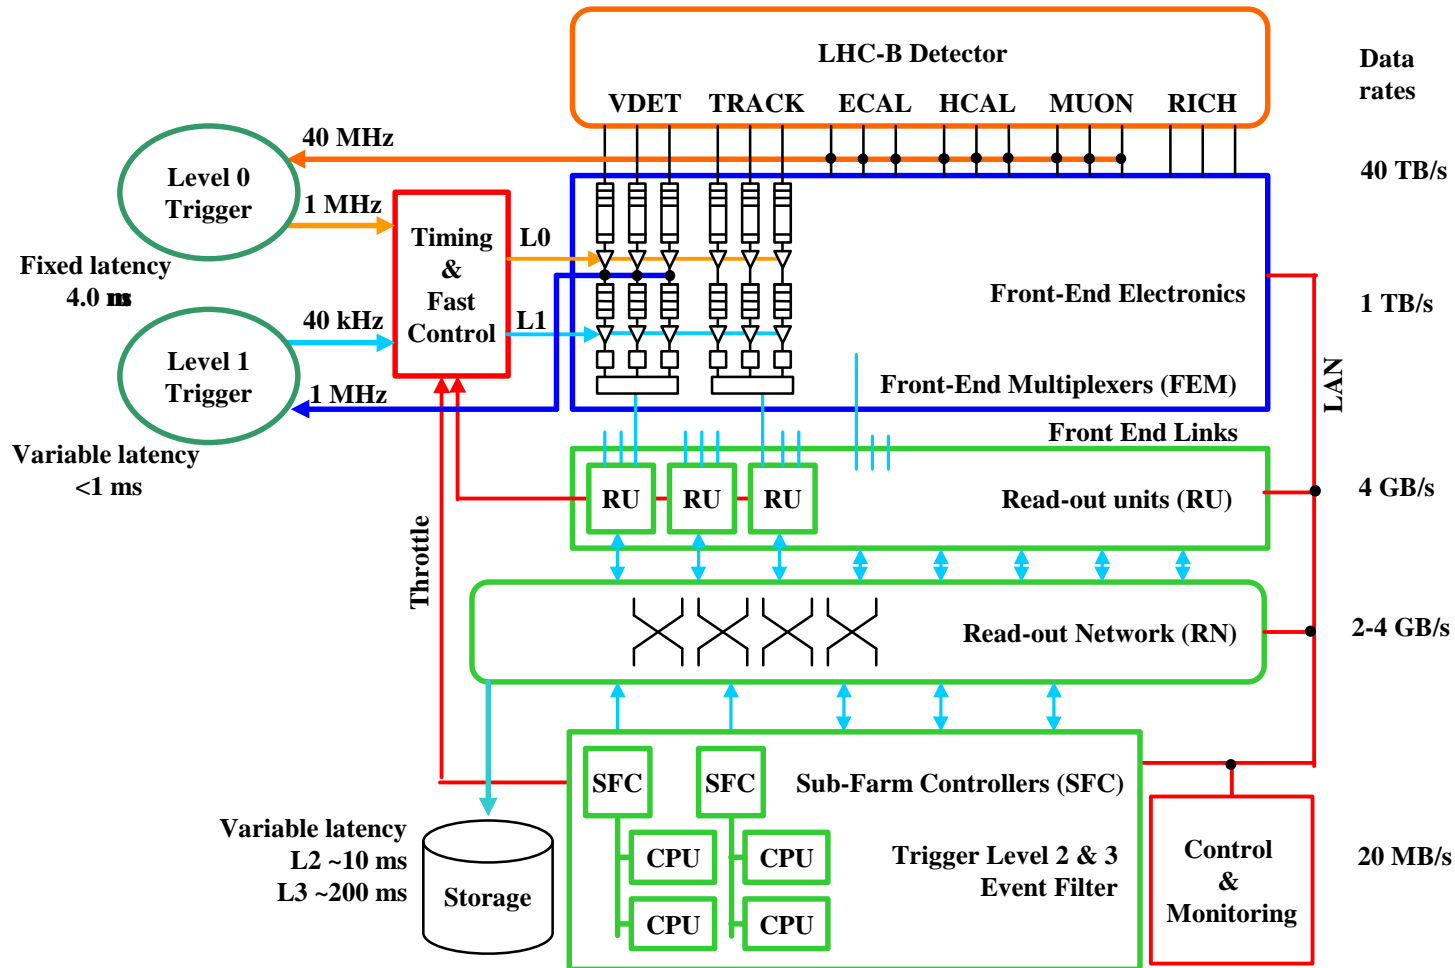 LHC-B Detector
VDET TRACK ECAL HCAL MUON RICH
Data
rates
40 MHz
40 TB/s
Level 0
Trigger
1 MHz
Timing
&
Fast
Control
L0
L1
Fixed latency
4.0
Front-End Electronics
1 TB/s
40 kHz
Level 1
Trigger
1 MHz
Front-End Multiplexers (FEM)
LAN
Front End Links
Variable latency
<1 ms
RU RU RU
Read-out units (RU)
4 GB/s
Throttle
Read-out Network (RN)
2-4 GB/s
SFC SFC
Sub-Farm Controllers (SFC)
Variable latency
L2 ~10 ms
L3 ~200 ms
Storage
CPU CPU
CPU CPU
Trigger Level 2 & 3
Event Filter
Control
&
Monitoring
20 MB/s